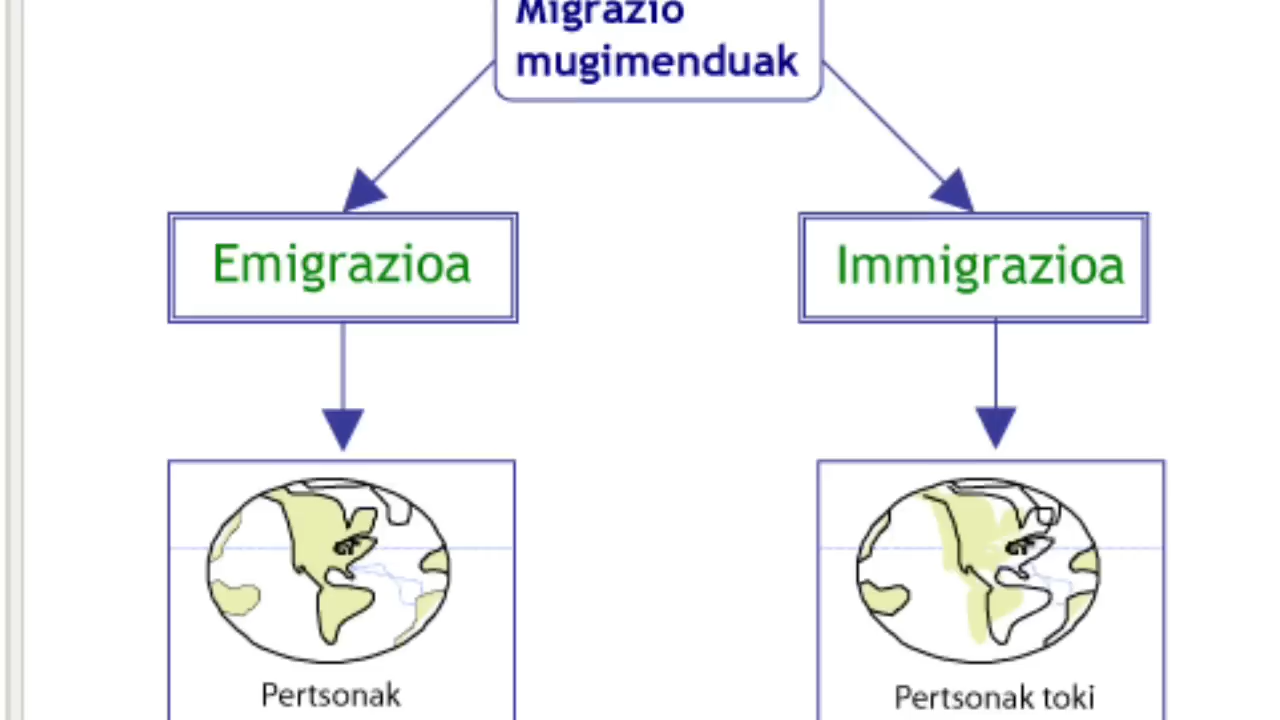 Migrazio
mugimenduak
Emigrazioa
Immigrazioa
Pertsonak
Pertsonak toki